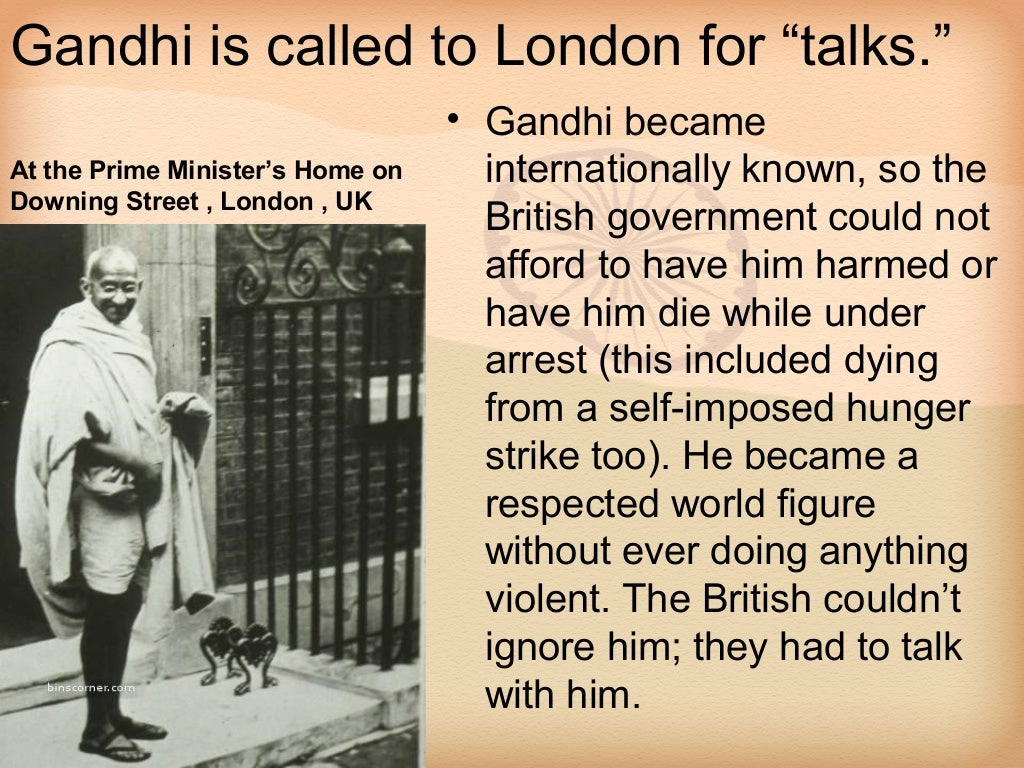 Gandhi is called to London for “talks.”
At the Prime Minister’s Home on
Downing Street , London , UK
• Gandhi became
internationally known, so the
British government could not
afford to have him harmed or
have him die while under
arrest (this included dying
from a self-imposed hunger
strike too). He became a
respected world figure
without ever doing anything
violent. The British couldn’t
ignore him; they had to talk
with him.
binscorner.com